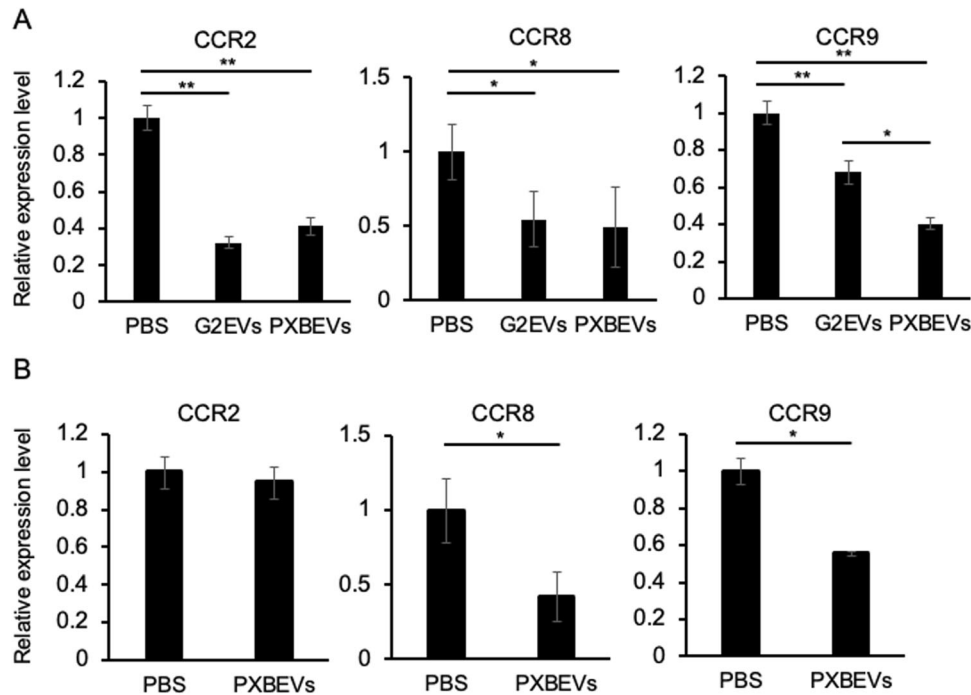 A
CCR2
CCR8
CCR9
Relative expression level
1.2
1
0.8
0.6
0.4
0.2
0
**
**
PBS G2EVs PXBEVs
1.5
1
0.5
0
*
*
PBS G2EVs PXBEVs
1.2
1
0.8
0.6
0.4
0.2
0
**
**
*
PBS G2EVs PXBEVs
B
CCR2
CCR8
CCR9
Relative expression level
1.2
1
0.8
0.6
0.4
0.2
0
PBS PXBEVs
1.5
1
0.5
0
*
PBS PXBEVs
1.2
1
0.8
0.6
0.4
0.2
0
*
PBS PXBEVs